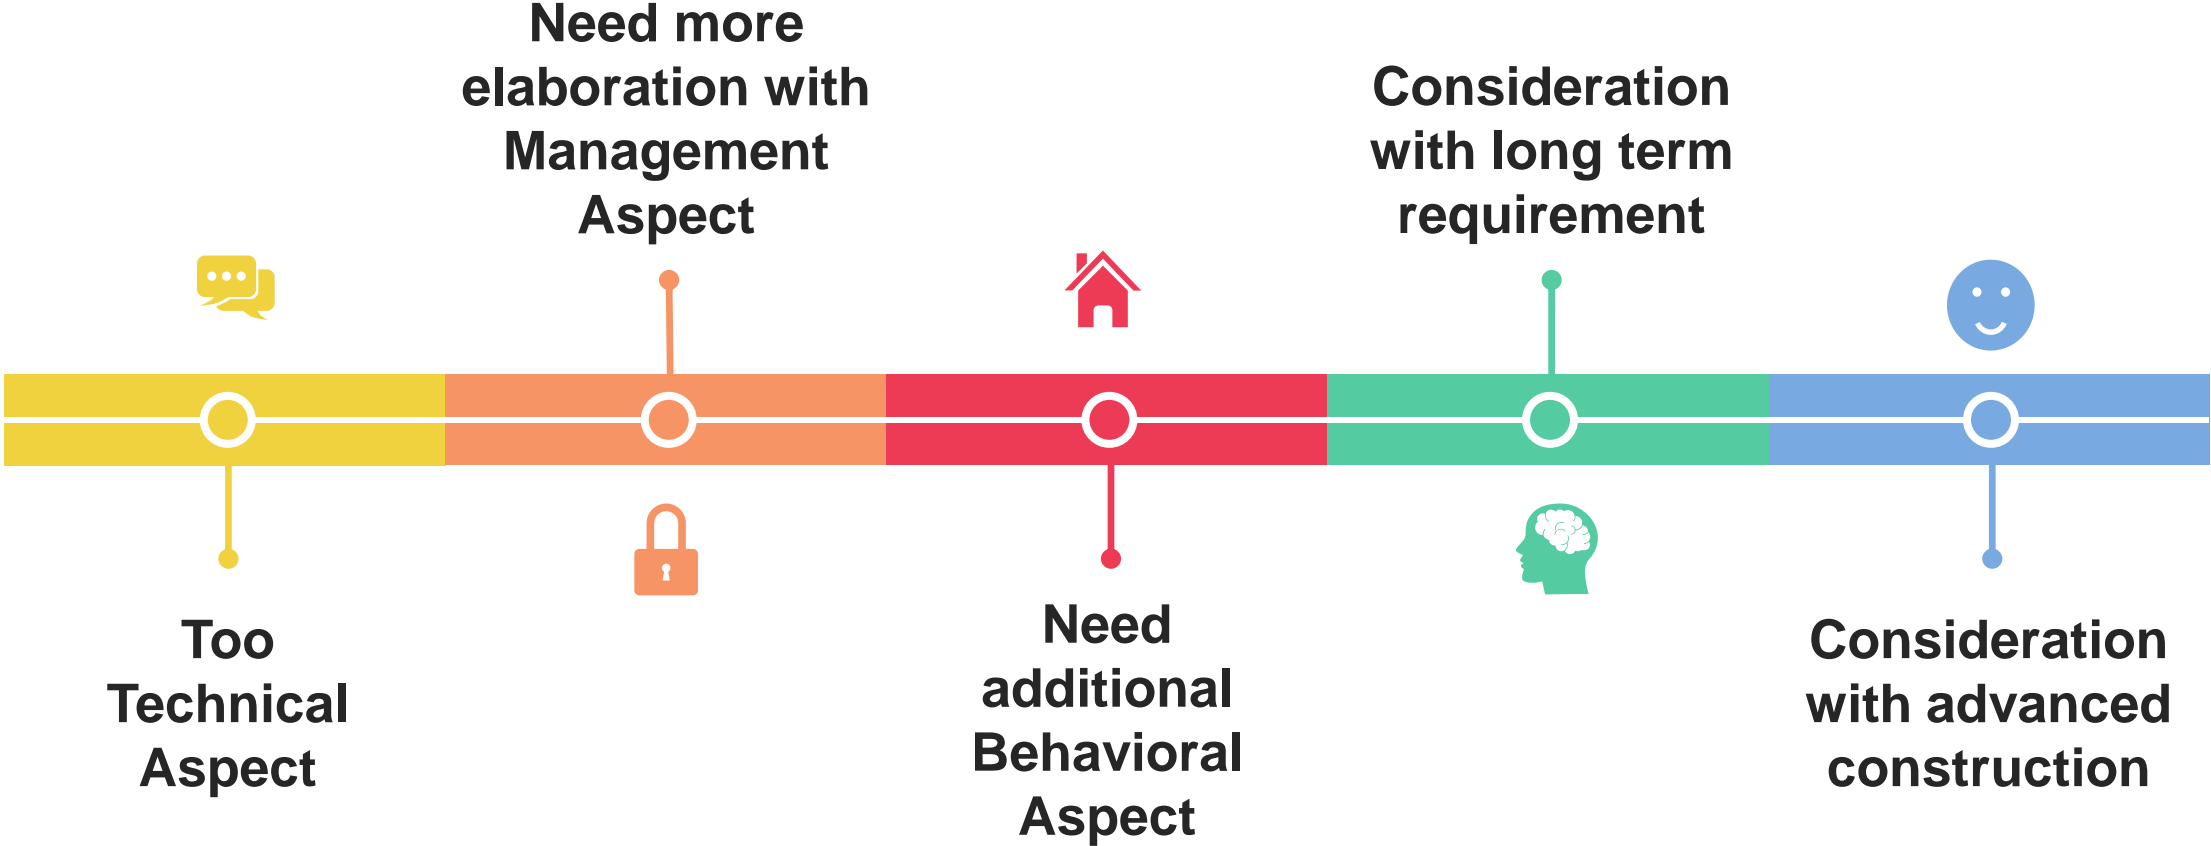 Too
Technical
Aspect
Need more
elaboration with
Management
Aspect
Need
additional
Behavioral
Aspect
Consideration
with long term
requirement
Consideration
with advanced
construction